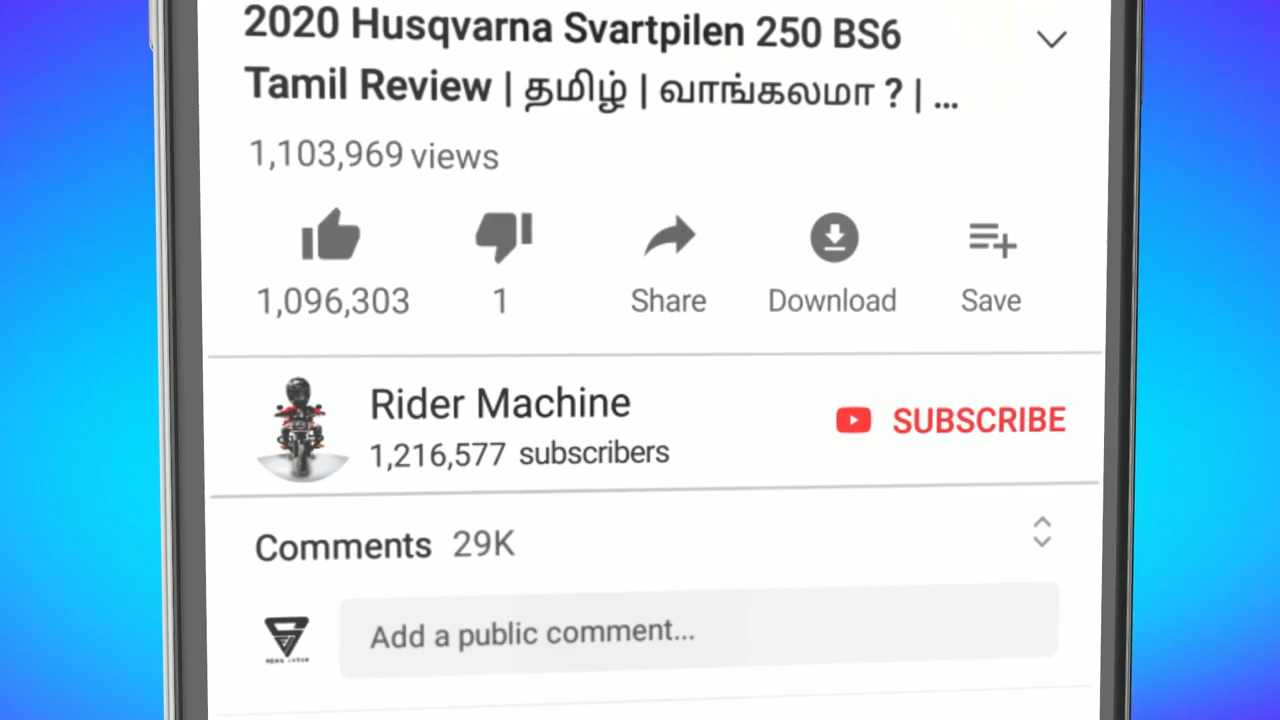 2020 Husqvarna Svartpilen 250 BS6
Tamil Review | தமிழ் | வாங்கலமா ? | ...
1,103,969 views
1,096,303
1
Share
Download
Save
Rider Machine
1,216,577 subscribers
SUBSCRIBE
Comments 29K
Add a public comment...